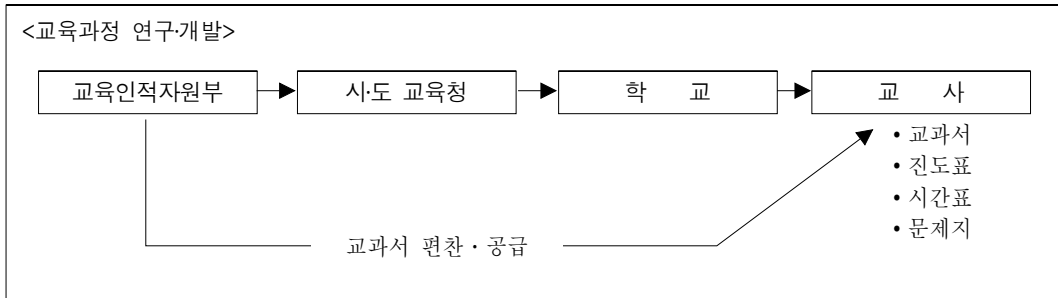 <교육과정 연구·개발>
교육인적자원부
시·도 교육청
학 교
교 사
• 교과서
• 진도표
• 시간표
• 문제지
교과서 편찬·공급